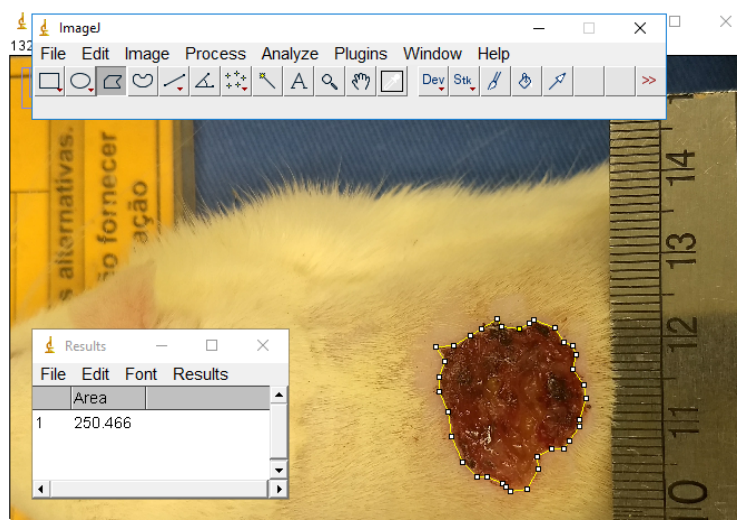 ImageJ
132
File Edit Image Process Analyze Plugins Window Help
A Dev Stk >>
alternativas.
o fornecer
ação
14
13
12
11
10
Results
File Edit Font Results
Area
1 250.466